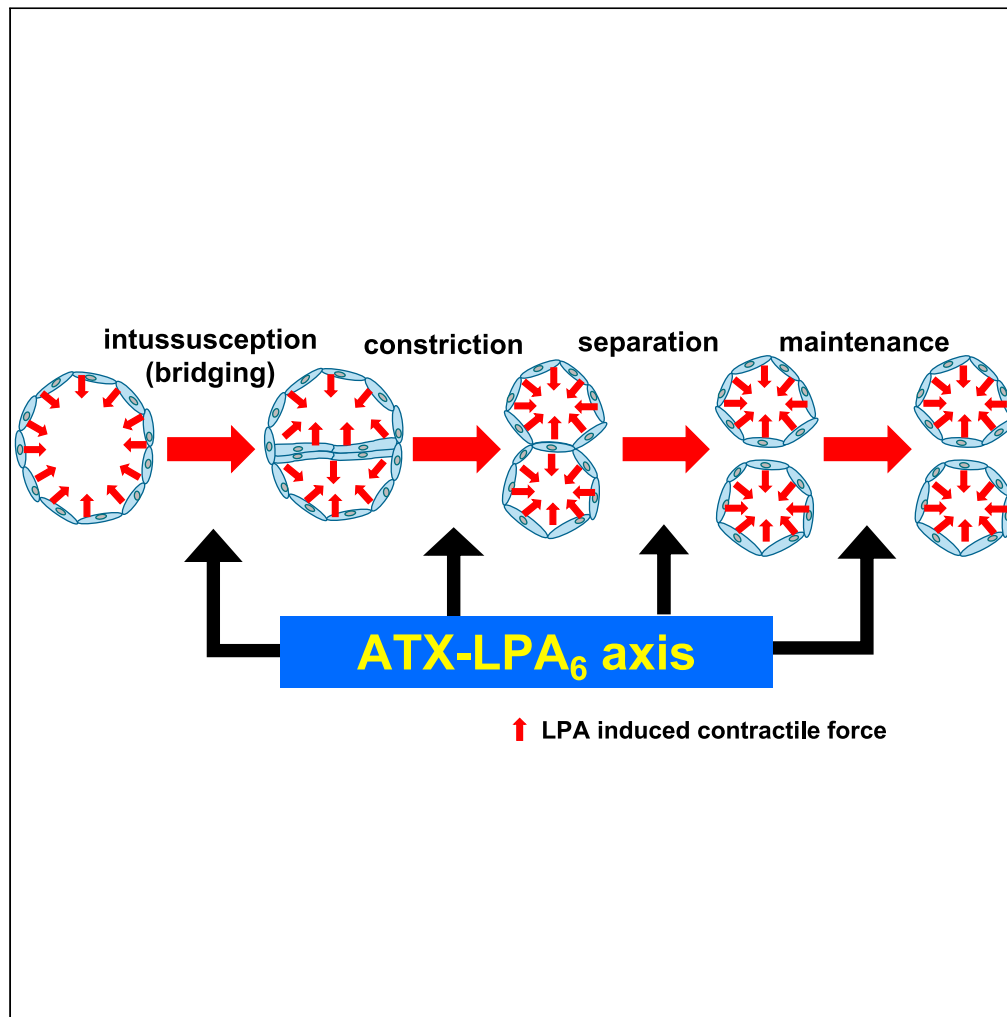 intussusception
(bridging)
constriction
separation
maintenance
ATX-LPA₆ axis
LPA induced contractile force